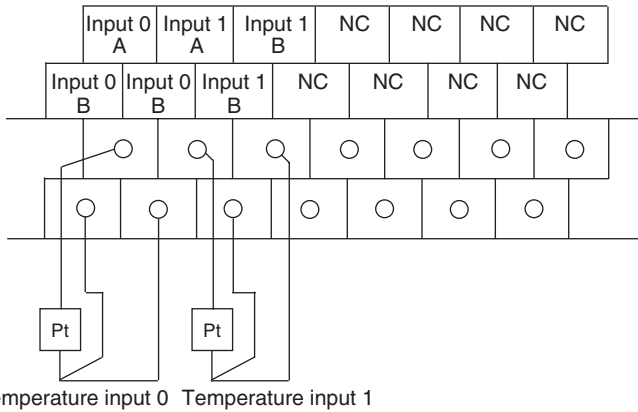 Input 0 Input 1 Input 1 NC NC NC NC
A A B
Input 0 Input 0 Input 1 NC NC NC NC
B B B
Pt Pt
emperature input 0 Temperature input 1